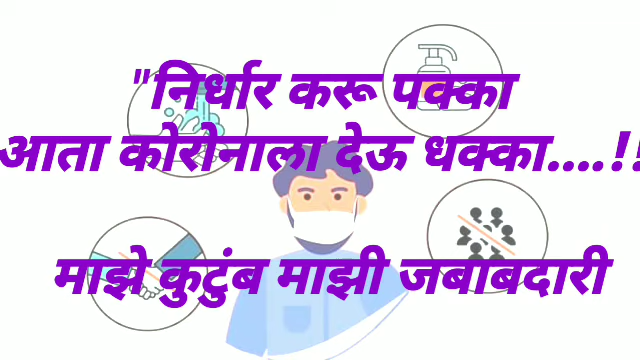 "निर्धार करू पक्का
आता कोरोनाला देऊ धक्का....!!
माझे कुटुंब माझी जबाबदारी